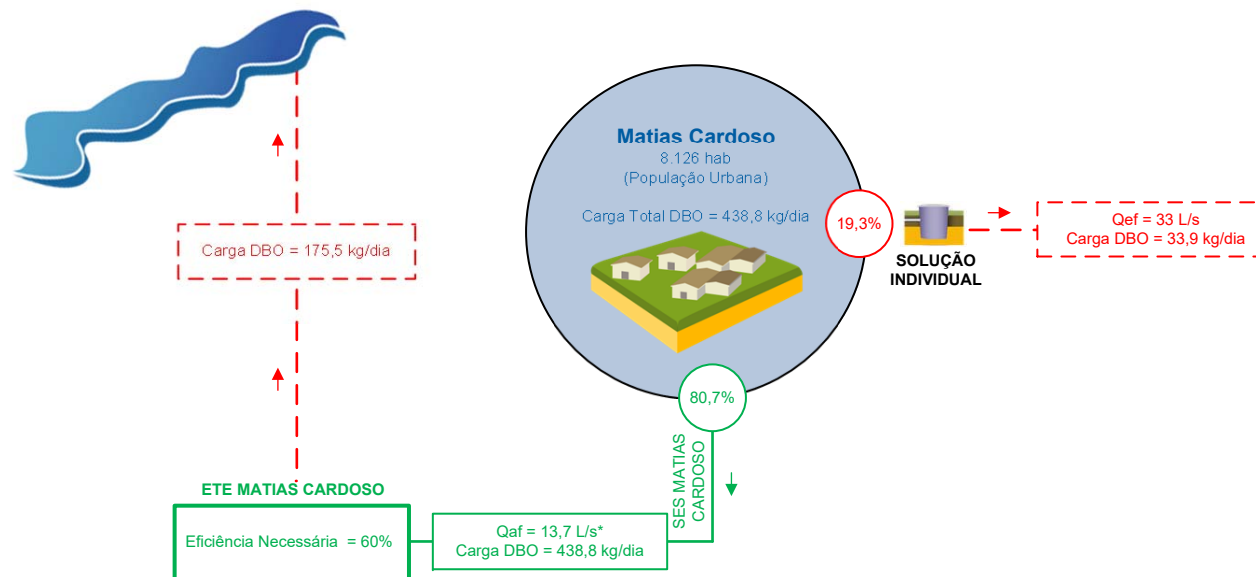 Matias Cardoso
8.126 hab
(População Urbana)
Carga Total DBO = 438,8 kg/dia
19,3%
SOLUÇÃO
INDIVIDUAL
Qef = 33 L/s
Carga DBO = 33,9 kg/dia
Carga DBO = 175,5 kg/dia
80,7%
SES MATIAS
CARDOSO
ETE MATIAS CARDOSO
Eficiência Necessária = 60%
Qaf = 13,7 L/s*
Carga DBO = 438,8 kg/dia